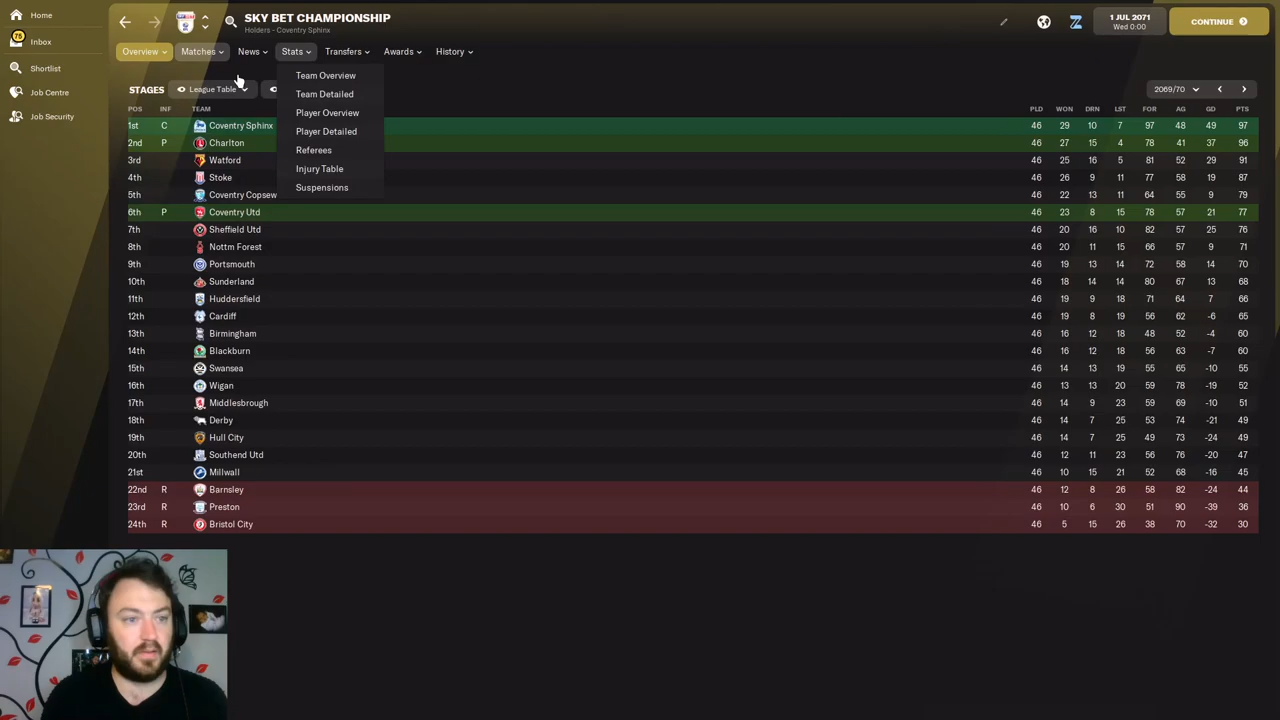 Home
76
Inbox
Shortlist
Job Centre
Job Security
SKY BET CHAMPIONSHIP
Holders - Coventry Sphinx
1 JUL 2071
Wed 0:00
CONTINUE
Overview
Matches
News
Stats
Transfers
Awards
History
Team Overview
Team Detailed
Player Overview
Player Detailed
Referees
Injury Table
Suspensions
STAGES
League Table
2069/70
POS INF TEAM PLD WON DRN LST FOR AG GD PTS
1st C Coventry Sphinx 46 29 10 7 97 48 49 97
2nd P Charlton 46 27 15 4 78 41 37 96
3rd Watford 46 25 16 5 81 52 29 91
4th Stoke 46 26 9 11 77 58 19 87
5th Coventry Copsew 46 22 13 11 64 55 9 79
6th P Coventry Utd 46 23 8 15 78 57 21 77
7th Sheffield Utd 46 20 16 10 82 57 25 76
8th Nottm Forest 46 20 11 15 66 57 9 71
9th Portsmouth 46 19 13 14 72 58 14 70
10th Sunderland 46 18 14 14 80 67 13 68
11th Huddersfield 46 19 9 18 71 64 7 66
12th Cardiff 46 19 8 19 56 62 -6 65
13th Birmingham 46 16 12 18 48 52 -4 60
14th Blackburn 46 16 12 18 56 63 -7 60
15th Swansea 46 14 13 19 55 65 -10 55
16th Wigan 46 13 13 20 59 78 -19 52
17th Middlesbrough 46 14 9 23 59 69 -10 51
18th Derby 46 14 7 25 53 74 -21 49
19th Hull City 46 14 7 25 49 73 -24 49
20th Southend Utd 46 12 11 23 56 76 -20 47
21st Millwall 46 10 15 21 52 68 -16 45
22nd R Barnsley 46 12 8 26 58 82 -24 44
23rd R Preston 46 10 6 30 51 90 -39 36
24th R Bristol City 46 5 15 26 38 70 -32 30